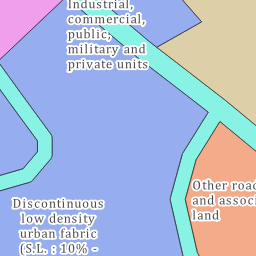 Industrial,
commercial,
public,
military and
private units
Other road
and associ
land
Discontinuous
low density
urban fabric
(S.L. : 10% -